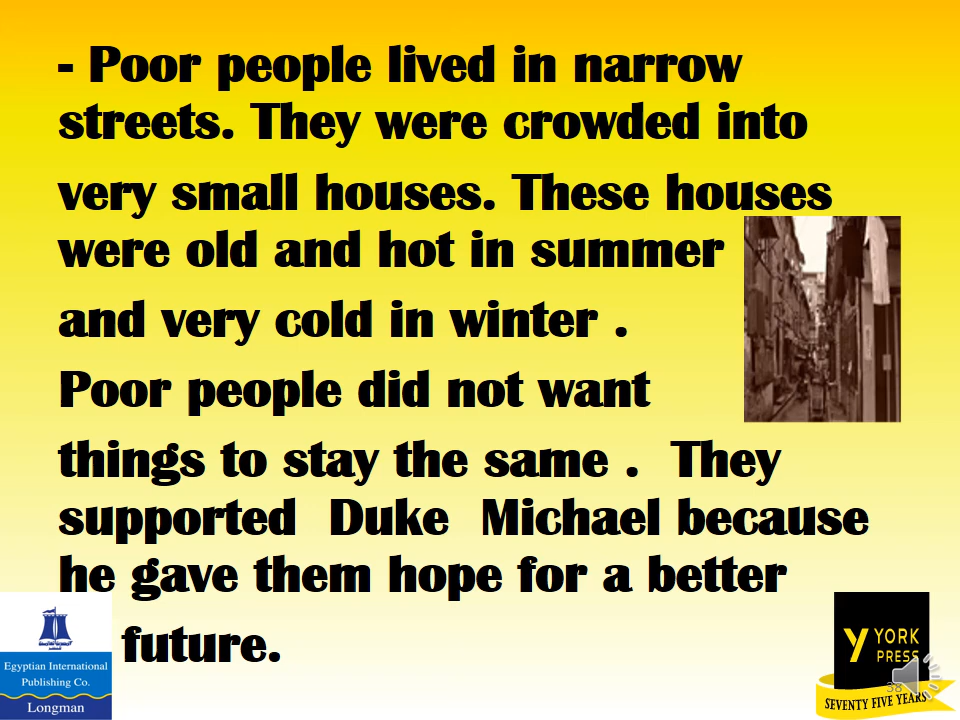 - Poor people lived in narrow
streets. They were crowded into
very small houses. These houses
were old and hot in summer
and very cold in winter .
Poor people did not want
things to stay the same .  They
supported  Duke  Michael because
he gave them hope for a better
future.
Egyptian International
Publishing Co.
Longman
YORK
PRESS
38
SEVENTY FIVE YEARS